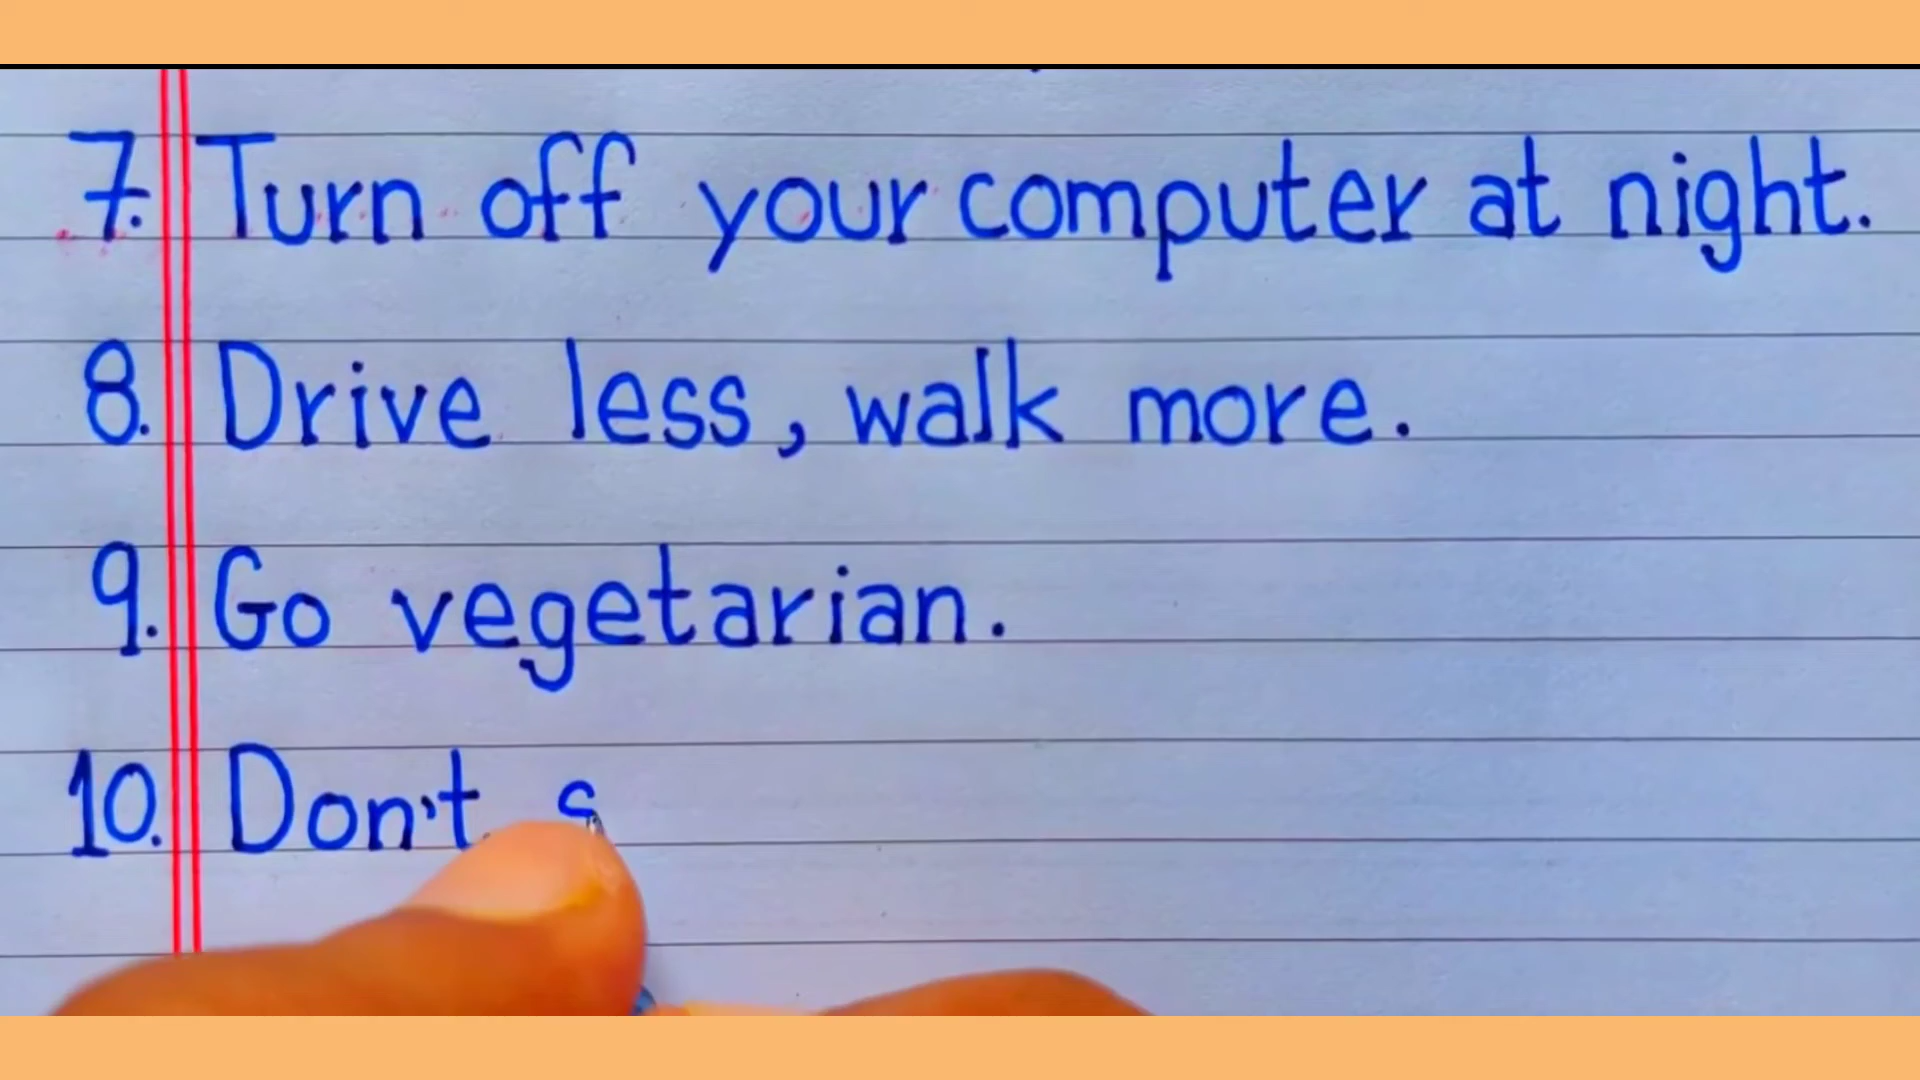 7. Turn off your computer at night.
8. Drive less, walk more.
9. Go vegetarian.
10. Don't s